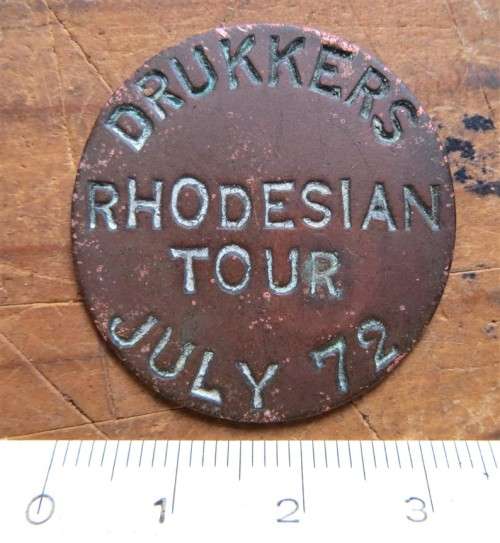 DRUKKERS
RHODESIAN
TOUR
JULY 72
0 1 2 3